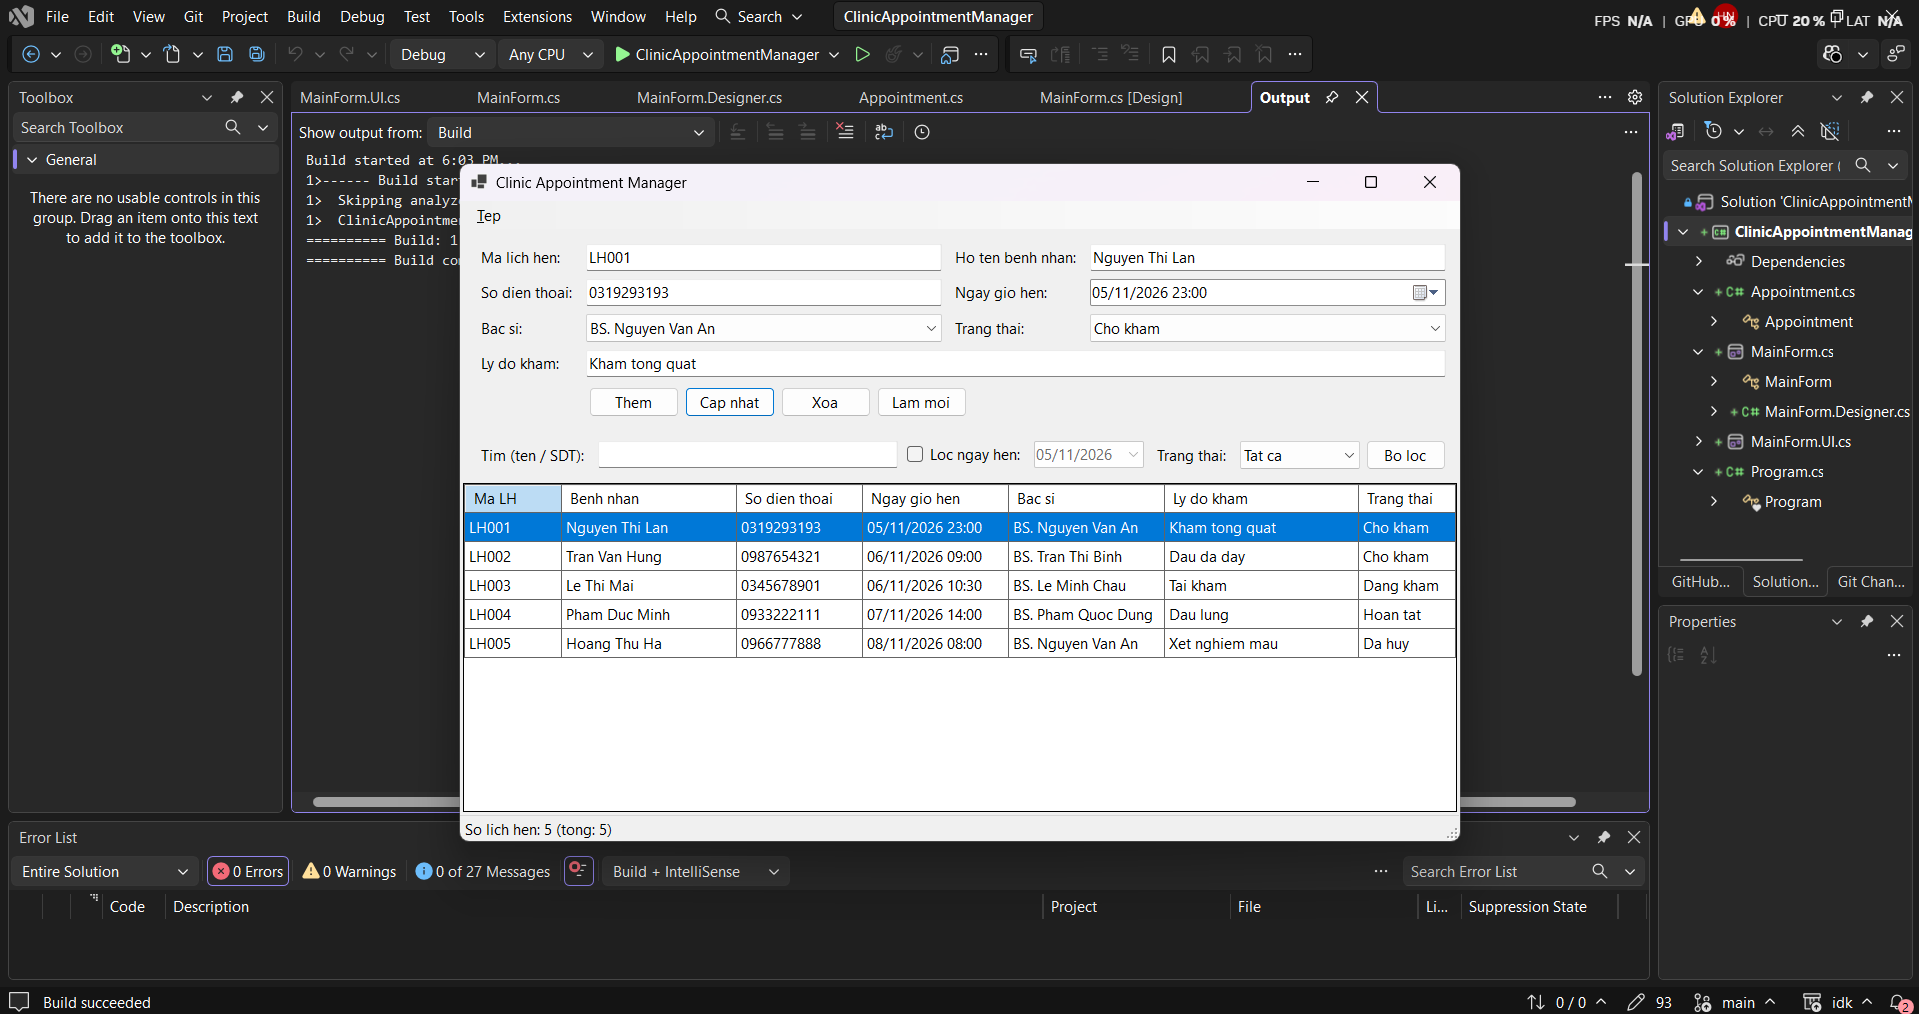 File Edit View Git Project Build Debug Test Tools Extensions Window Help Search ClinicAppointmentManager
FPS N/A | GPU 0% | CPU 20% LAT N/A
Debug Any CPU ClinicAppointmentManager
Toolbox
Search Toolbox
General
There are no usable controls in this
group. Drag an item onto this text
to add it to the toolbox.
MainForm.UI.cs MainForm.cs MainForm.Designer.cs Appointment.cs MainForm.cs [Design] Output
Show output from: Build
Build started at 6:03 PM...
1>------ Build star
1> Skipping analyz
1> ClinicAppointme
========== Build: 1
========== Build co
Clinic Appointment Manager
Tep
Ma lich hen: LH001 Ho ten benh nhan: Nguyen Thi Lan
So dien thoai: 0319293193 Ngay gio hen: 05/11/2026 23:00
Bac si: BS. Nguyen Van An Trang thai: Cho kham
Ly do kham: Kham tong quat
Them Cap nhat Xoa Lam moi
Tim (ten / SDT): Loc ngay hen: 05/11/2026 Trang thai: Tat ca Bo loc
Ma LH Benh nhan So dien thoai Ngay gio hen Bac si Ly do kham Trang thai
LH001 Nguyen Thi Lan 0319293193 05/11/2026 23:00 BS. Nguyen Van An Kham tong quat Cho kham
LH002 Tran Van Hung 0987654321 06/11/2026 09:00 BS. Tran Thi Binh Dau da day Cho kham
LH003 Le Thi Mai 0345678901 06/11/2026 10:30 BS. Le Minh Chau Tai kham Dang kham
LH004 Pham Duc Minh 0933222111 07/11/2026 14:00 BS. Pham Quoc Dung Dau lung Hoan tat
LH005 Hoang Thu Ha 0966777888 08/11/2026 08:00 BS. Nguyen Van An Xet nghiem mau Da huy
So lich hen: 5 (tong: 5)
Solution Explorer
Search Solution Explorer (
Solution 'ClinicAppointmentM
ClinicAppointmentManag
Dependencies
C# Appointment.cs
Appointment
MainForm.cs
MainForm
C# MainForm.Designer.cs
MainForm.UI.cs
C# Program.cs
Program
GitHub... Solution... Git Chan...
Properties
Error List
Entire Solution 0 Errors 0 Warnings 0 of 27 Messages Build + IntelliSense Search Error List
Code Description Project File Li... Suppression State
Build succeeded 0 / 0 93 main idk 2